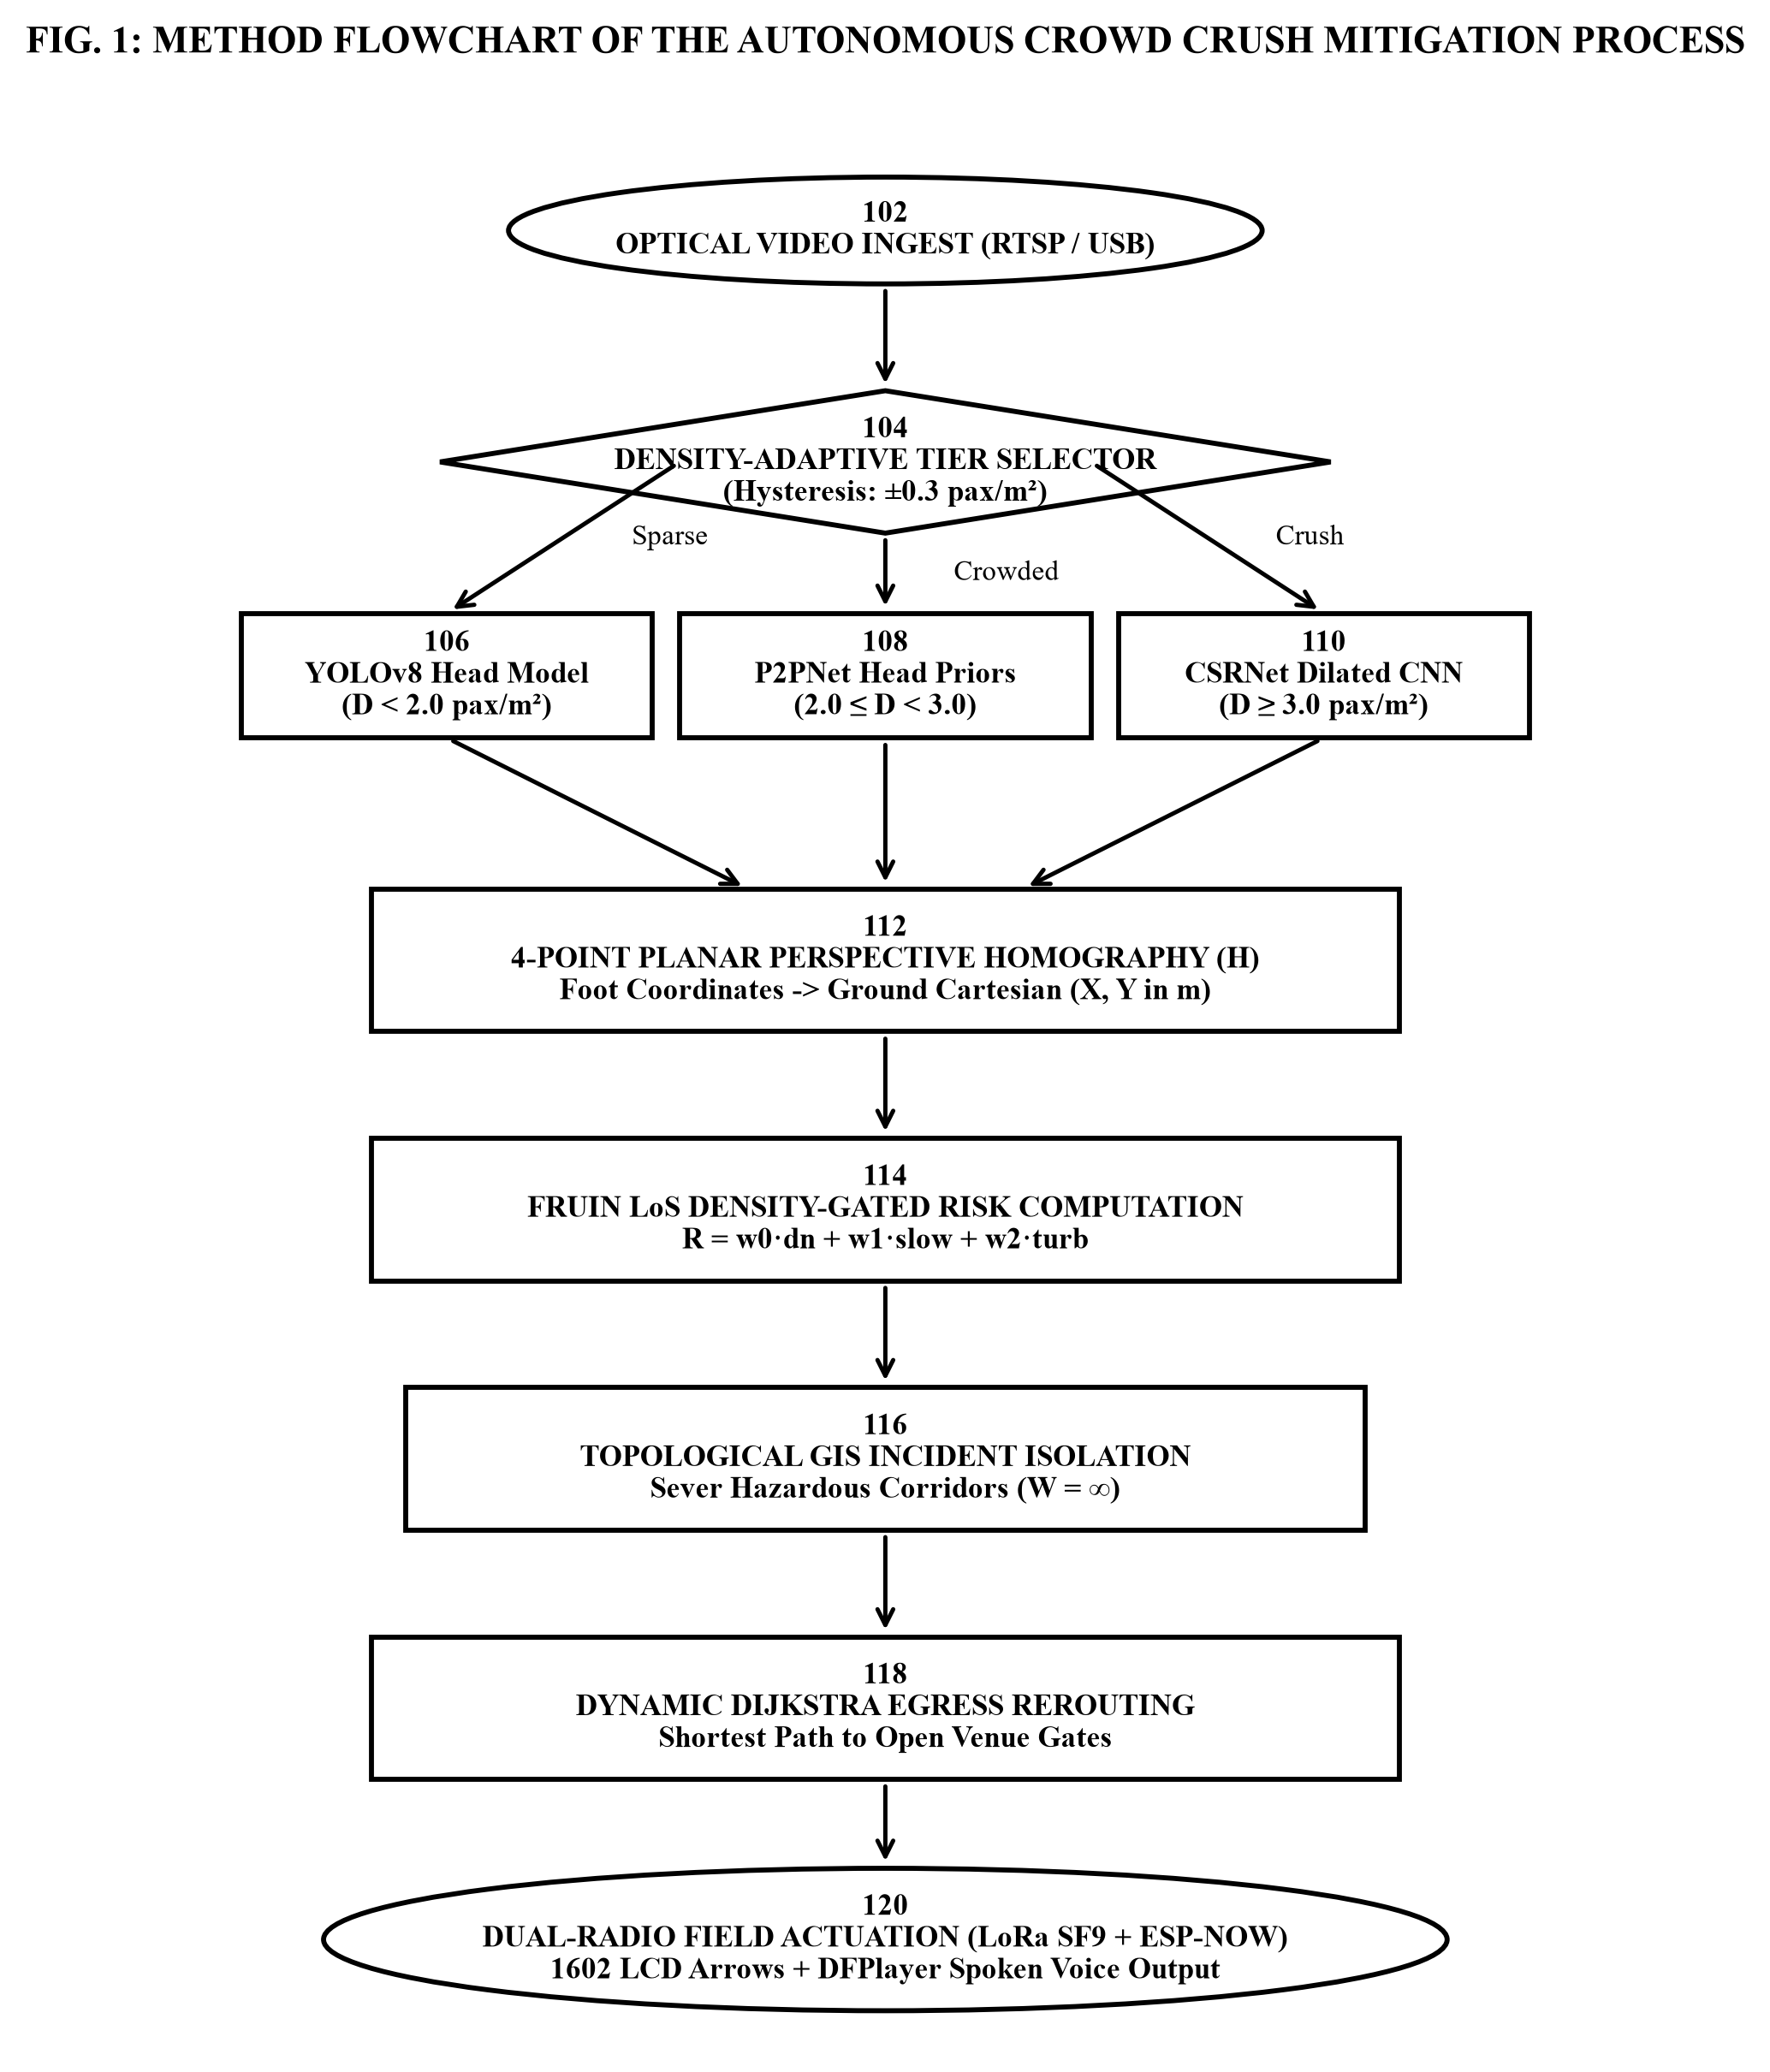 FIG. 1: METHOD FLOWCHART OF THE AUTONOMOUS CROWD CRUSH MITIGATION PROCESS
102
OPTICAL VIDEO INGEST (RTSP / USB)
104
DENSITY-ADAPTIVE TIER SELECTOR
(Hysteresis: ±0.3 pax/m²)
Sparse
Crowded
Crush
106
YOLOv8 Head Model
(D < 2.0 pax/m²)
108
P2PNet Head Priors
(2.0 ≤ D < 3.0)
110
CSRNet Dilated CNN
(D ≥ 3.0 pax/m²)
112
4-POINT PLANAR PERSPECTIVE HOMOGRAPHY (H)
Foot Coordinates -> Ground Cartesian (X, Y in m)
114
FRUIN LoS DENSITY-GATED RISK COMPUTATION
R = w0·dn + w1·slow + w2·turb
116
TOPOLOGICAL GIS INCIDENT ISOLATION
Sever Hazardous Corridors (W = ∞)
118
DYNAMIC DIJKSTRA EGRESS REROUTING
Shortest Path to Open Venue Gates
120
DUAL-RADIO FIELD ACTUATION (LoRa SF9 + ESP-NOW)
1602 LCD Arrows + DFPlayer Spoken Voice Output